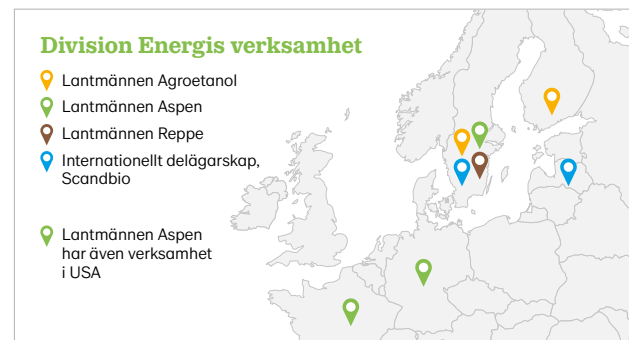 Division Energis verksamhet
Lantmännen Agroetanol
Lantmännen Aspen
Lantmännen Reppe
Internationellt delägarskap,
Scandbio
Lantmännen Aspen
har även verksamhet
i USA